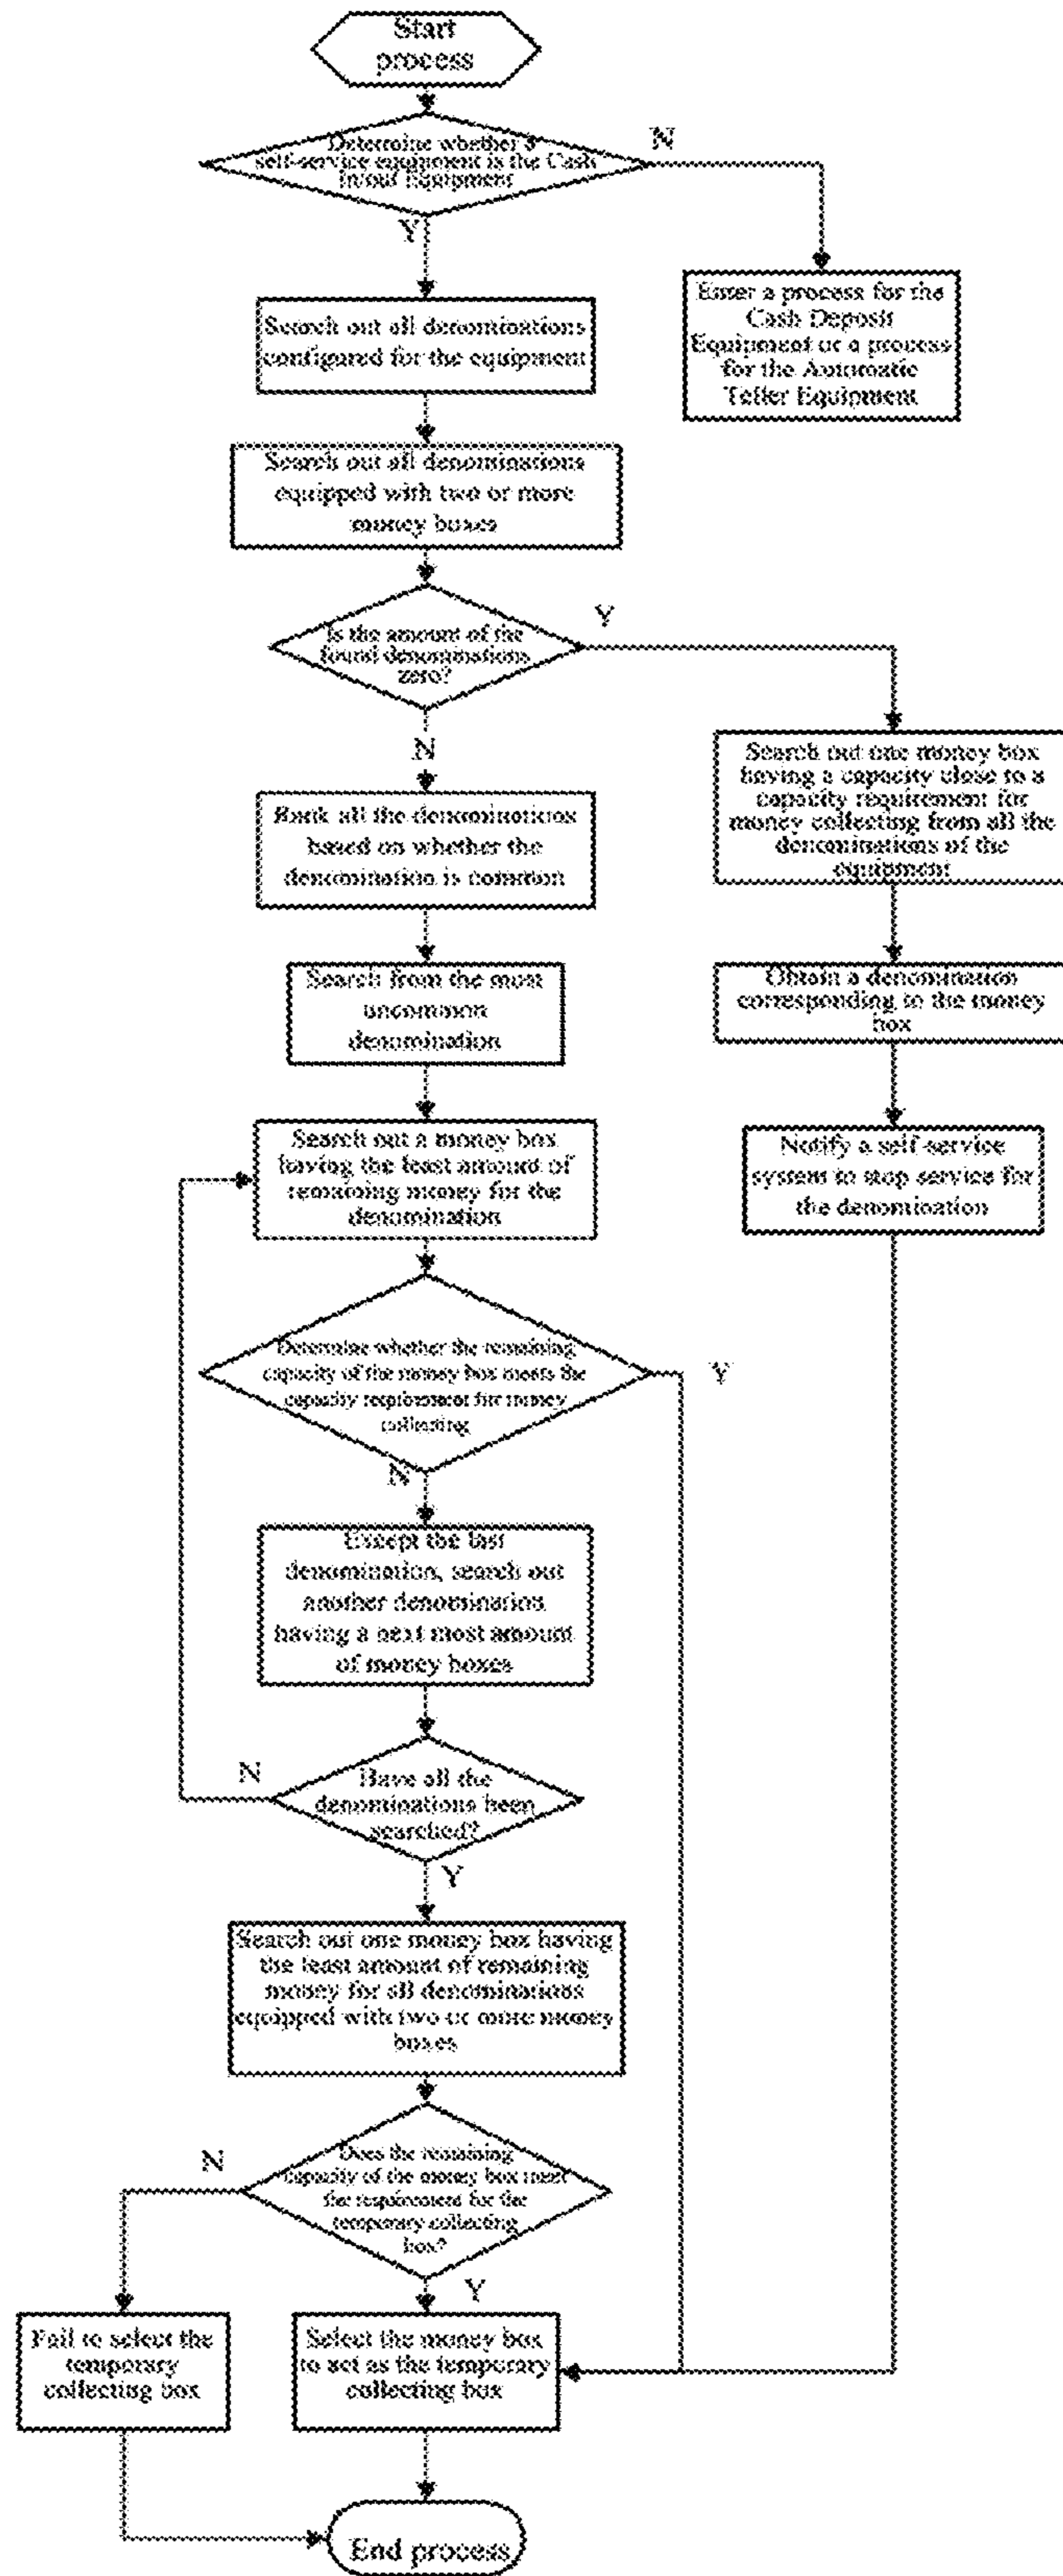 Start
process
Determine whether a
self-service equipment is the Cash
In/out Equipment
N
Y
Search out all denominations
configured for the equipment
Enter a process for the
Cash Deposit
Equipment or a process
for the Automatic
Teller Equipment
Search out all denominations
equipped with two or more
money boxes
Is the amount of the
found denominations
zero?
Y
N
Rank all the denominations
based on whether the
denomination is common
Search out one money box
having a capacity close to a
capacity requirement for
money collecting from all the
denominations of the
equipment
Search from the most
uncommon
denomination
Obtain a denomination
corresponding to the money
box
Search out a money box
having the least amount of
remaining money for the
denomination
Notify a self-service
system to stop service for
the denomination
Determine whether the remaining
capacity of the money box meets the
capacity requirement for money
collecting
Y
N
Except the last
denomination, search out
another denomination
having a next most amount
of money boxes
Have all the
denominations been
searched?
N
Y
Search out one money box having
the least amount of remaining
money for all denominations
equipped with two or more money
boxes
Does the remaining
capacity of the money box meet
the requirement for the
temporary collecting
box?
N
Y
Fail to select the
temporary
collecting box
Select the money box
to act as the temporary
collecting box
End process